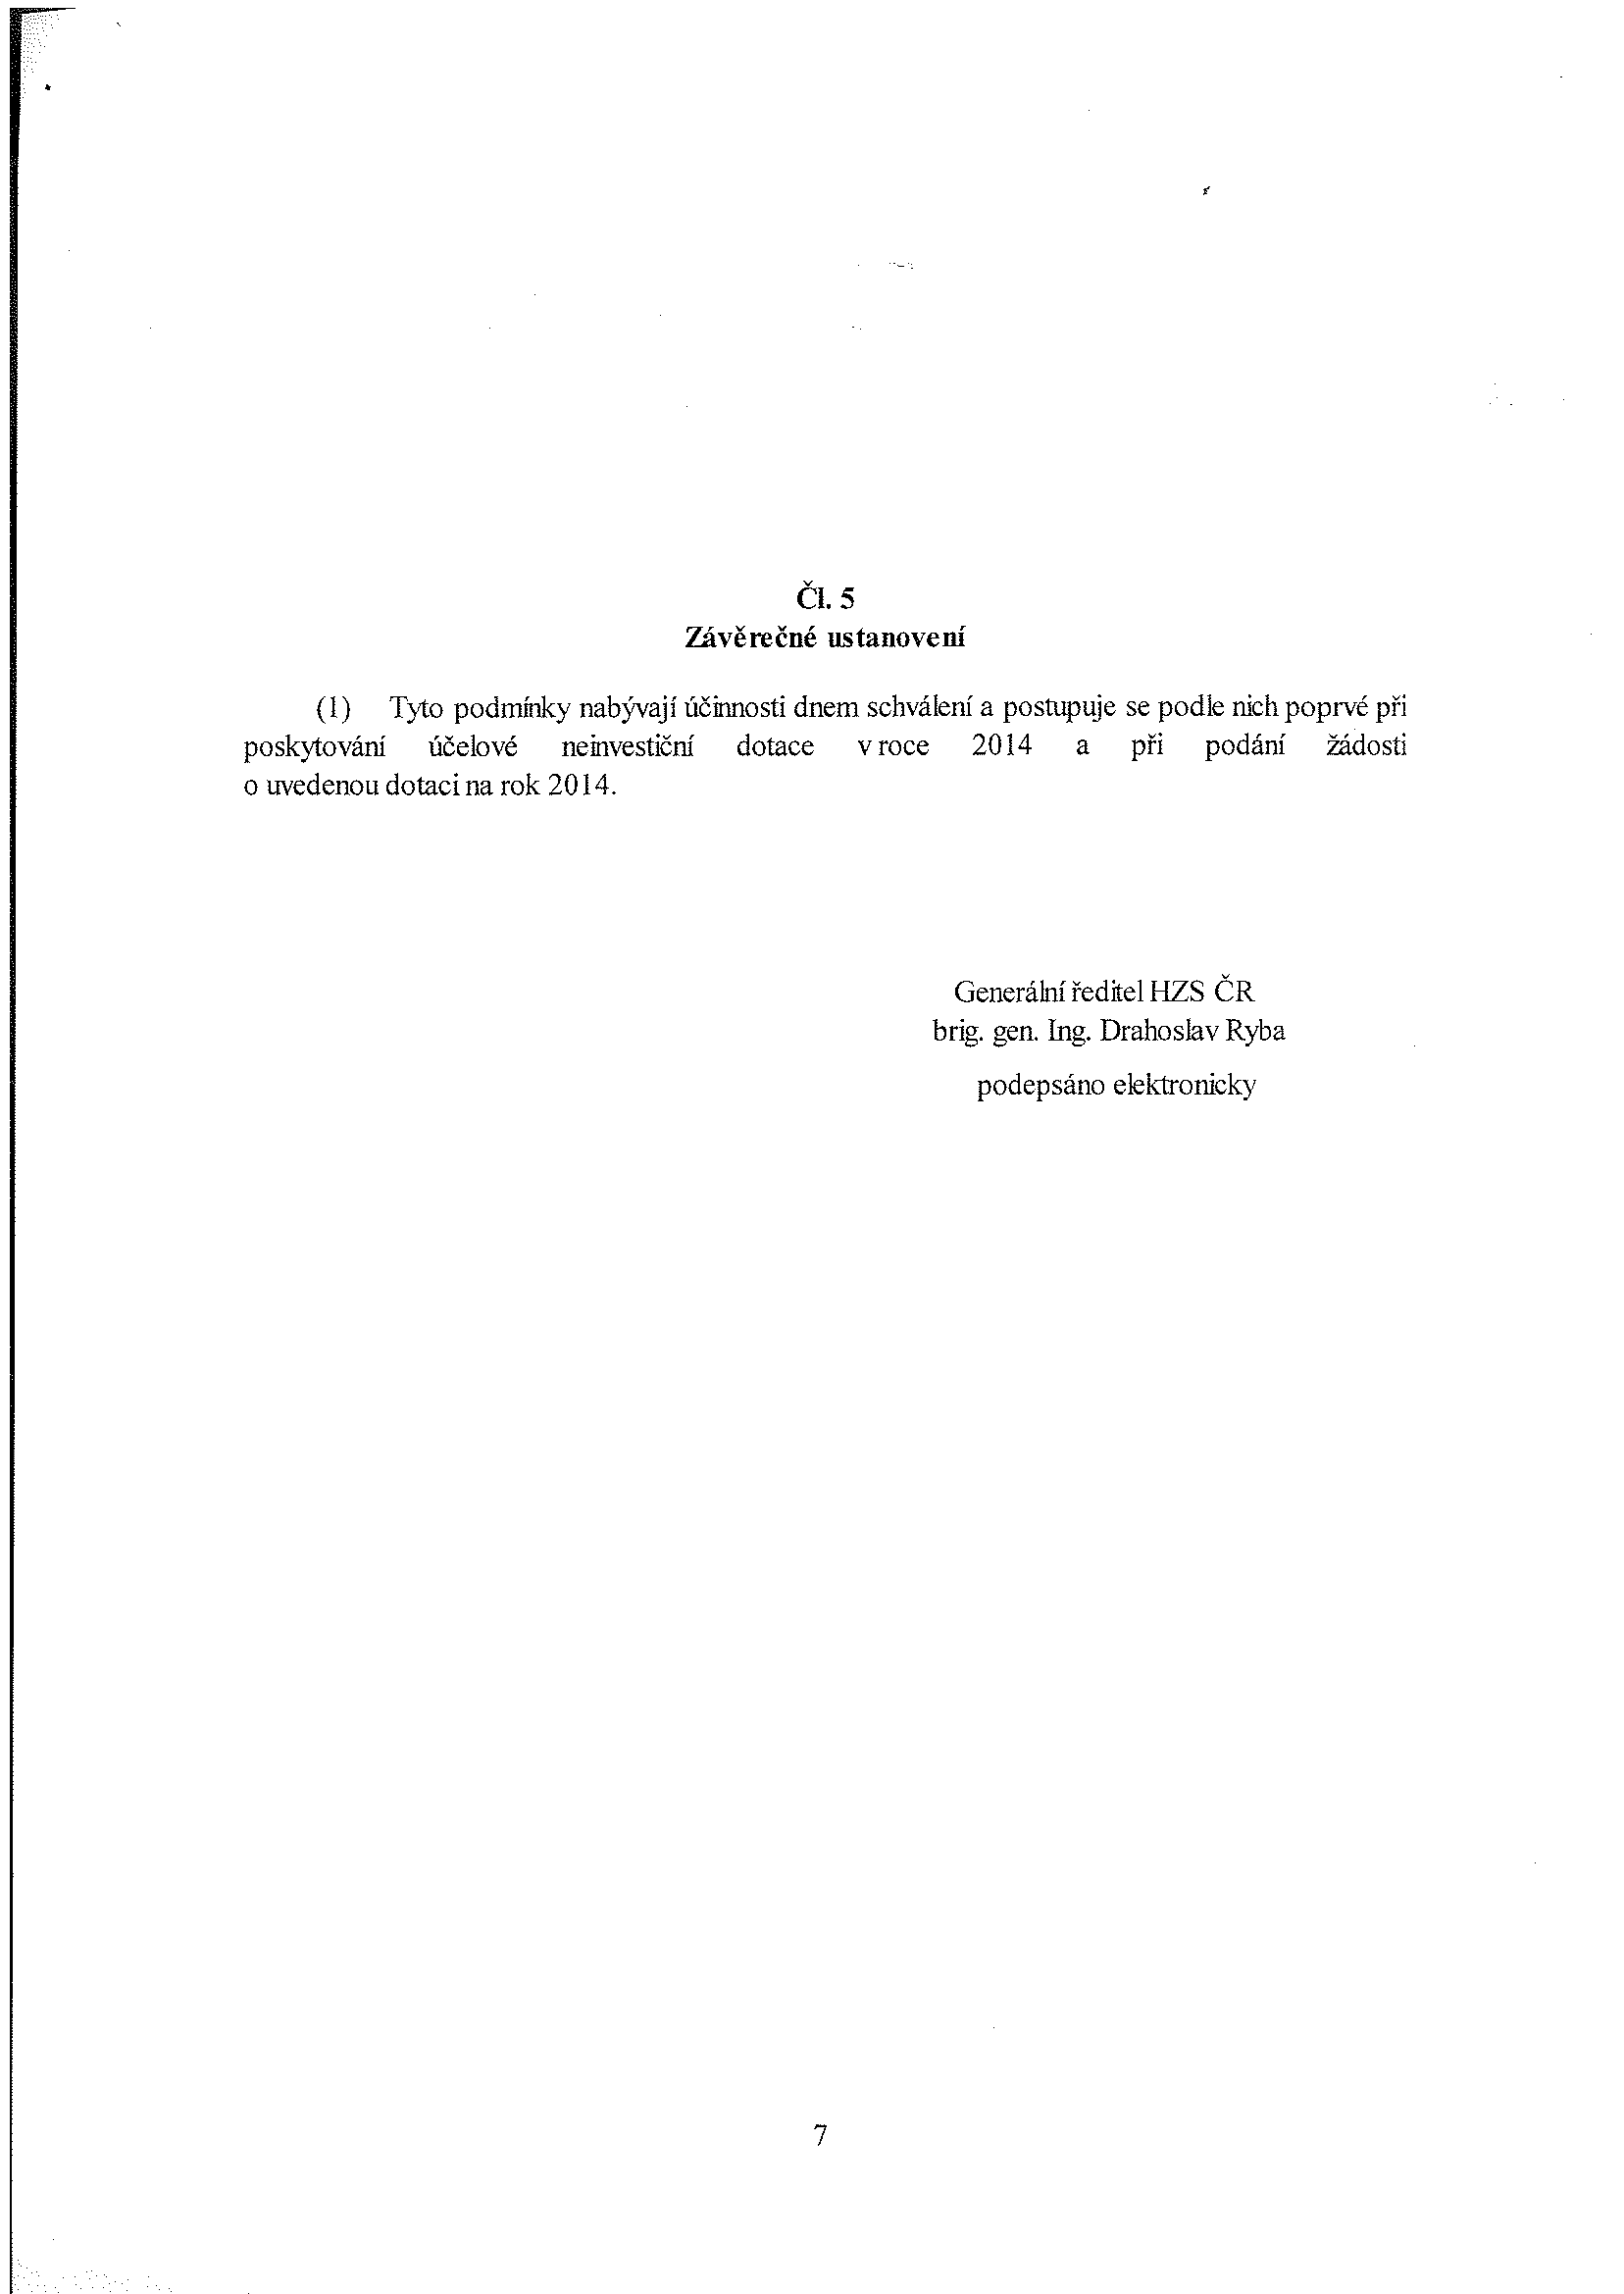 Čl. 5
Závěrečné ustanovení
(1) Tyto podmínky nabývají účinnosti dnem schválení a postupuje se podle nich poprvé při
poskytování účelové neinvestiční dotace v roce 2014 a při podání žádosti
o uvedenou dotaci na rok 2014.
Generální ředitel HZS ČR
brig. gen. Ing. Drahoslav Ryba
podepsáno elektronicky
7